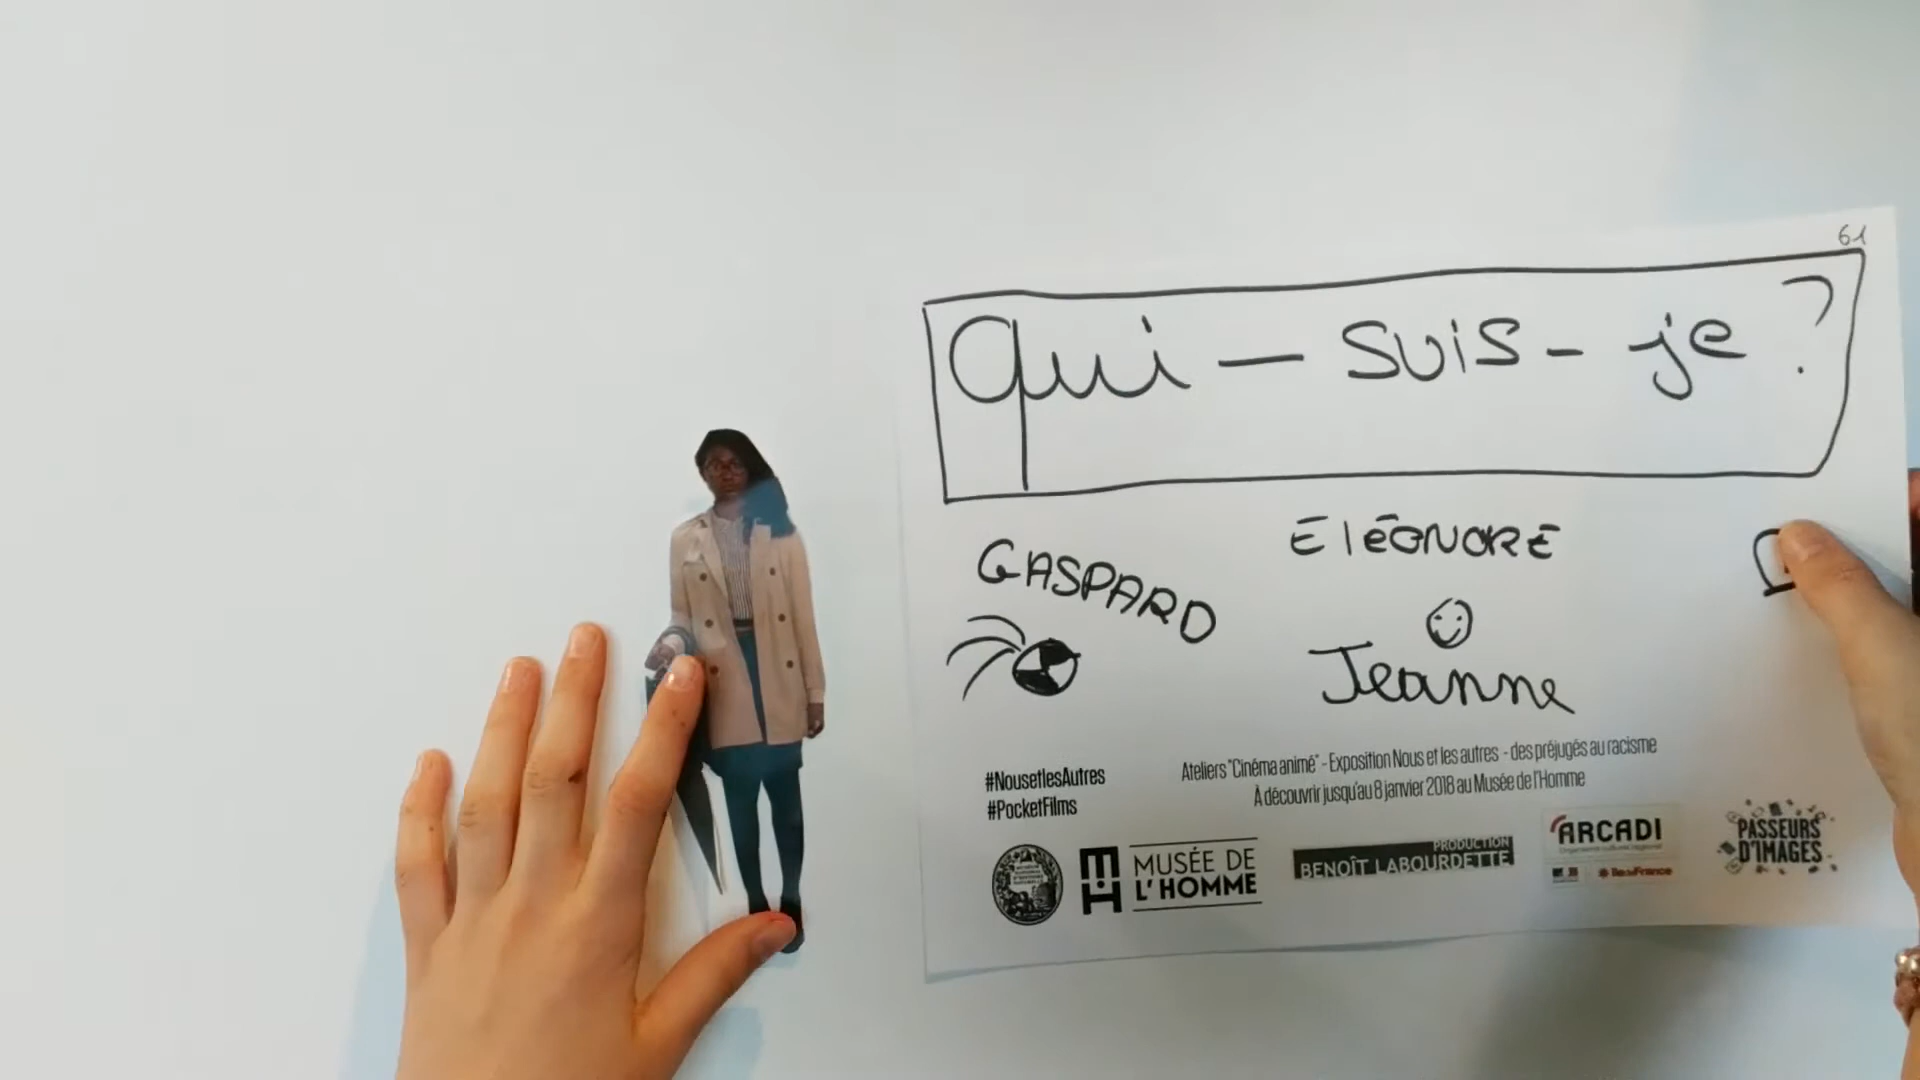 61
Qui - suis - je ?
GASPARD
ELÉONORE
Jeanne
#NousetlesAutres
#PocketFilms
Ateliers "Cinéma animé" - Exposition Nous et les autres - des préjugés au racisme
À découvrir jusqu'au 8 janvier 2018 au Musée de l'Homme
MUSÉE DE
L'HOMME
PRODUCTION
BENOÎT LABOURDETTE
ARCADI
îledeFrance
PASSEURS
D'IMAGES